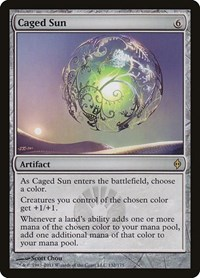 Caged Sun 6
Artifact
As Caged Sun enters the battlefield, choose
a color.
Creatures you control of the chosen color
get +1/+1
Whenever a land's ability adds one or more
mana of the chosen color to your mana pool,
add one additional mana of that color to
your mana pool.
Scott Chou